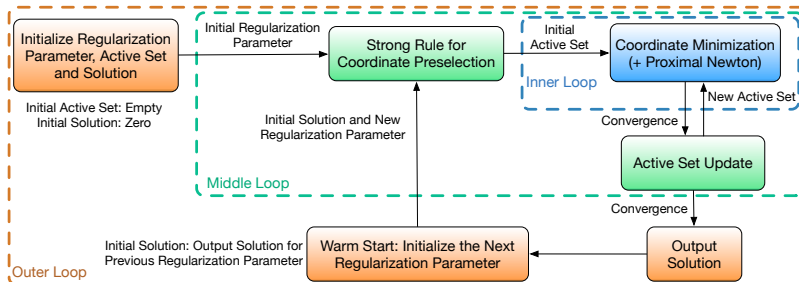 Initialize Regularization
Parameter, Active Set
and Solution
Initial Active Set: Empty
Initial Solution: Zero
Initial Regularization
Parameter
Strong Rule for
Coordinate Preselection
Initial
Active Set
Coordinate Minimization
(+ Proximal Newton)
Inner Loop
New Active Set
Convergence
Initial Solution and New
Regularization Parameter
Active Set Update
Middle Loop
Convergence
Initial Solution: Output Solution for
Previous Regularization Parameter
Warm Start: Initialize the Next
Regularization Parameter
Output
Solution
Outer Loop